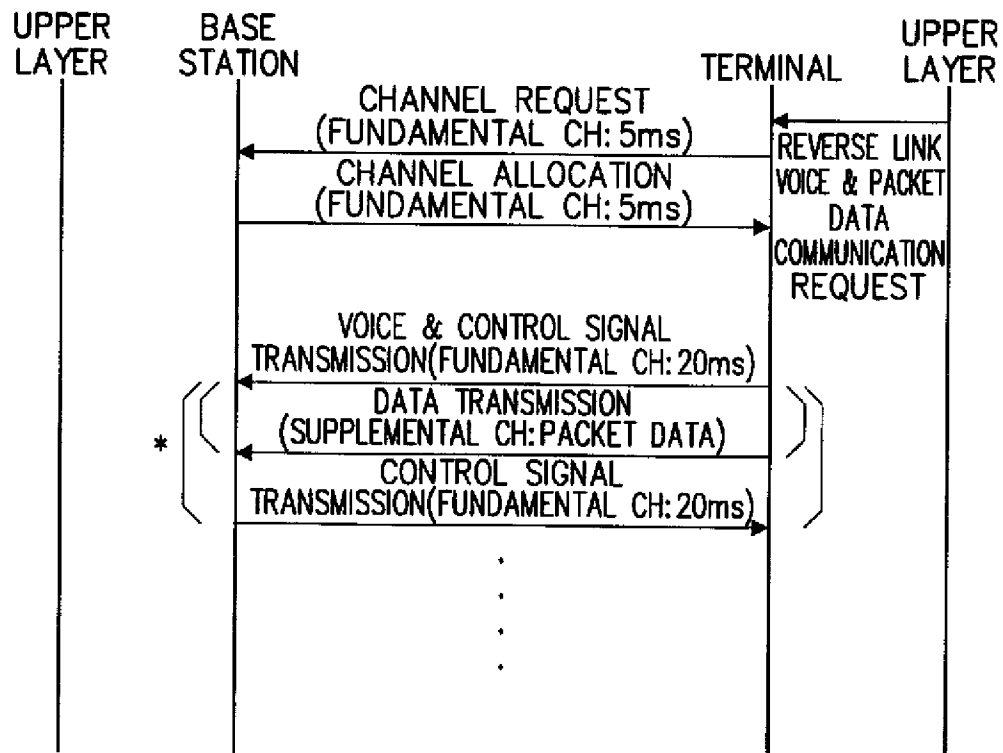 UPPER LAYER
BASE STATION
TERMINAL
UPPER LAYER
CHANNEL REQUEST
(FUNDAMENTAL CH: 5ms)
REVERSE LINK
VOICE & PACKET
DATA
COMMUNICATION
REQUEST
CHANNEL ALLOCATION
(FUNDAMENTAL CH: 5ms)
VOICE & CONTROL SIGNAL
TRANSMISSION(FUNDAMENTAL CH: 20ms)
DATA TRANSMISSION
(SUPPLEMENTAL CH: PACKET DATA)
*
CONTROL SIGNAL
TRANSMISSION(FUNDAMENTAL CH: 20ms)